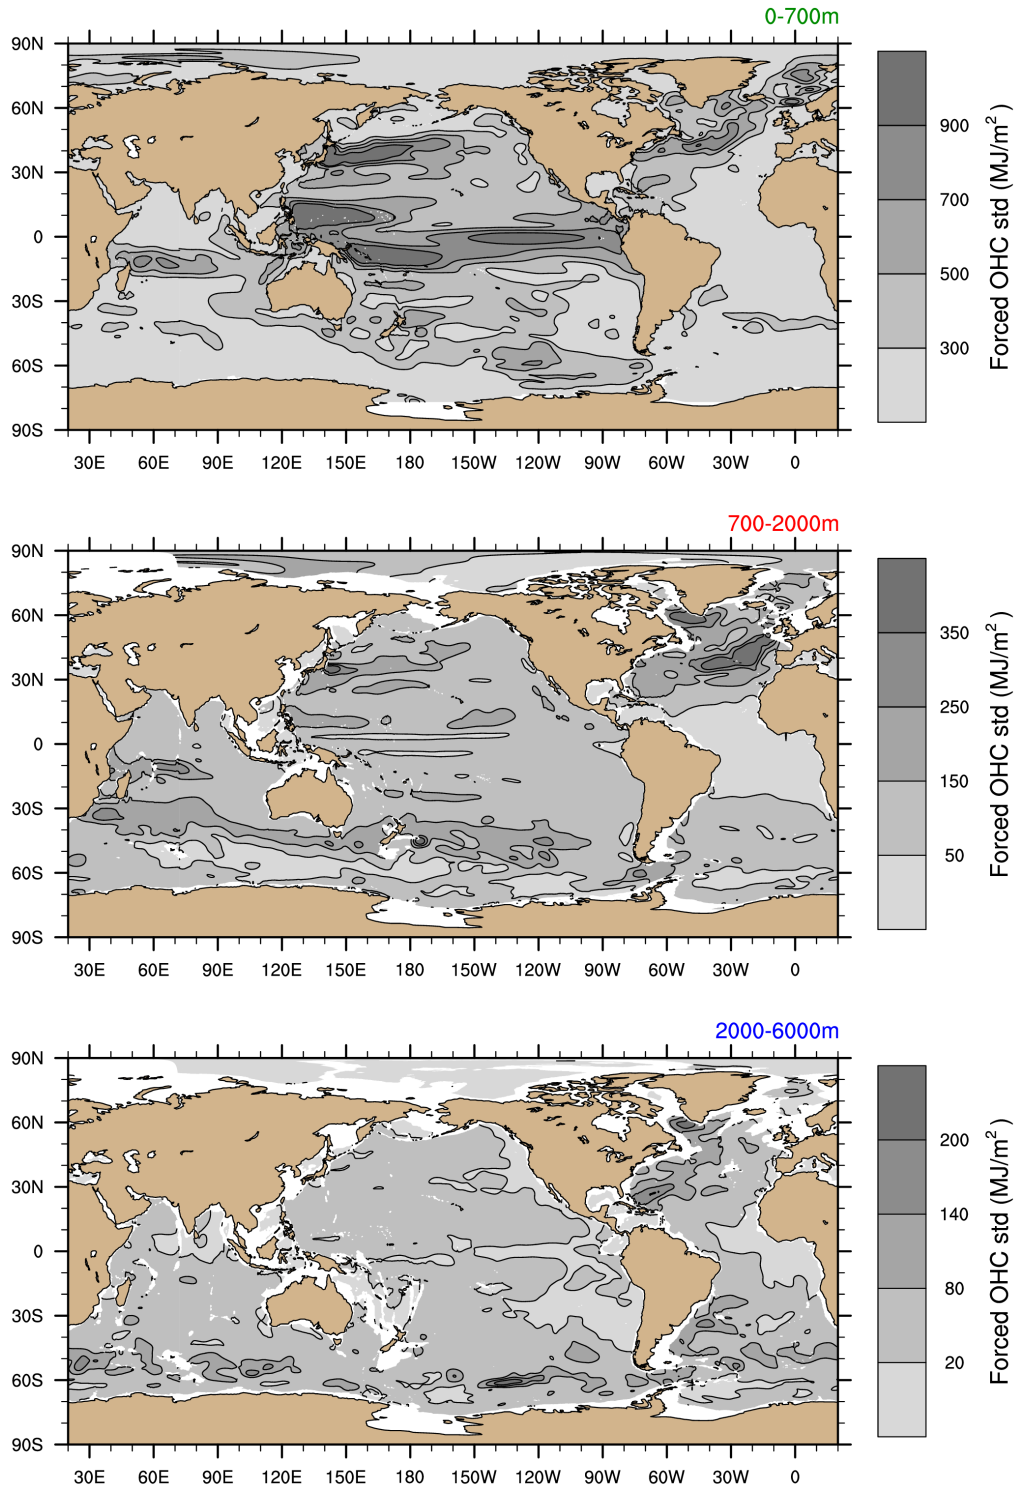 0-700m
90N
60N
30N
0
30S
60S
90S
30E 60E 90E 120E 150E 180 150W 120W 90W 60W 30W 0
900
700
500
300
Forced OHC std (MJ/m²)
700-2000m
90N
60N
30N
0
30S
60S
90S
30E 60E 90E 120E 150E 180 150W 120W 90W 60W 30W 0
350
250
150
50
Forced OHC std (MJ/m²)
2000-6000m
90N
60N
30N
0
30S
60S
90S
30E 60E 90E 120E 150E 180 150W 120W 90W 60W 30W 0
200
140
80
20
Forced OHC std (MJ/m²)